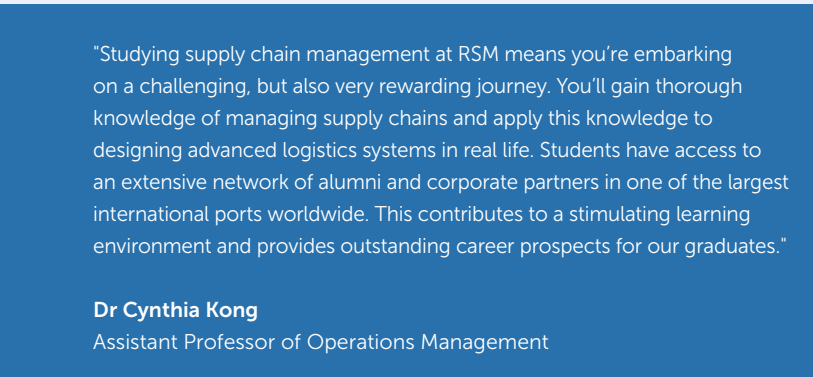 "Studying supply chain management at RSM means you’re embarking
on a challenging, but also very rewarding journey. You’ll gain thorough
knowledge of managing supply chains and apply this knowledge to
designing advanced logistics systems in real life. Students have access to
an extensive network of alumni and corporate partners in one of the largest
international ports worldwide. This contributes to a stimulating learning
environment and provides outstanding career prospects for our graduates."
Dr Cynthia Kong
Assistant Professor of Operations Management